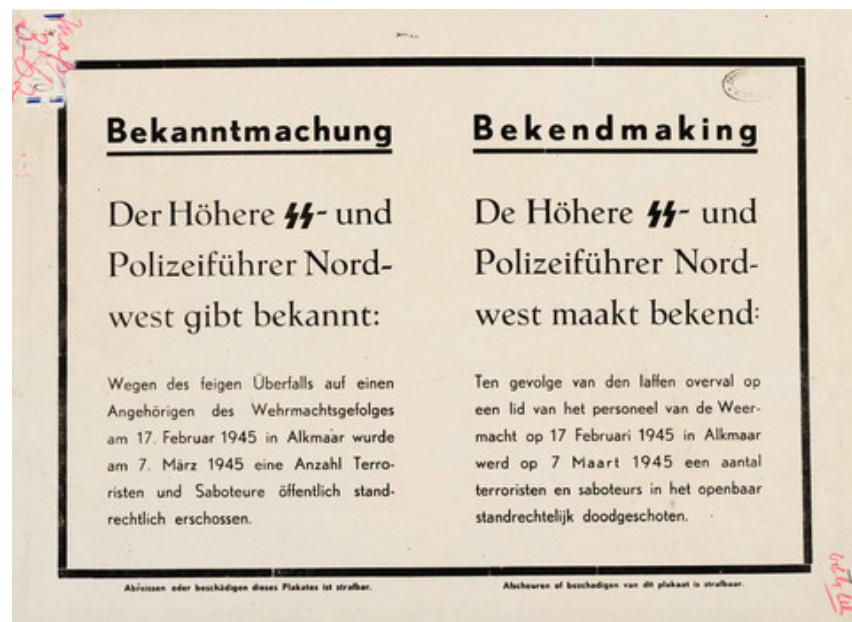 Bekanntmachung
Der Höhere SS- und
Polizeiführer Nord-
west gibt bekannt:
Wegen des feigen Überfalls auf einen
Angehörigen des Wehrmachtsgefolges
am 17. Februar 1945 in Alkmaar wurde
am 7. März 1945 eine Anzahl Terro-
risten und Saboteure öffentlich stand-
rechtlich erschossen.
Abreissen oder beschädigen dieses Plakates ist strafbar.
Bekendmaking
De Höhere SS- und
Polizeiführer Nord-
west maakt bekend:
Ten gevolge van den laffen overval op
een lid van het personeel van de Weer-
macht op 17 Februari 1945 in Alkmaar
werd op 7 Maart 1945 een aantal
terroristen en saboteurs in het openbaar
standrechtelijk doodgeschoten.
Afscheuren of beschadigen van dit plakaat is strafbaar.